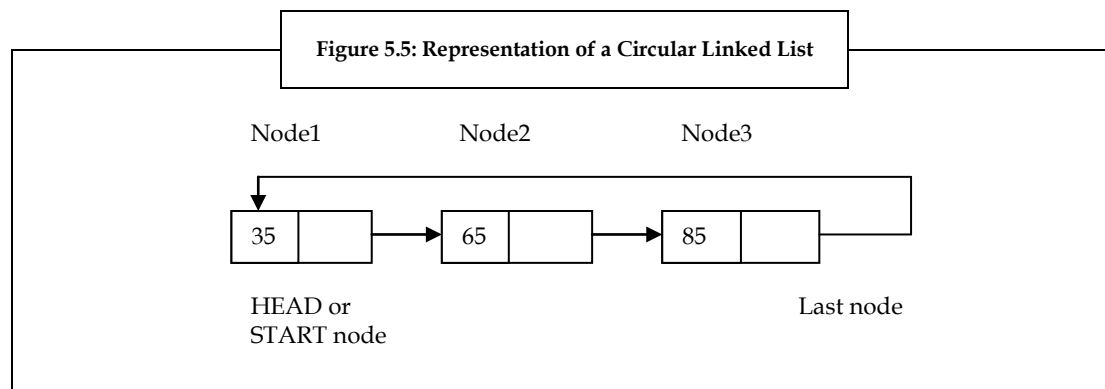 Figure 5.5: Representation of a Circular Linked List
Node1 Node2 Node3
35 65 85
HEAD or
START node
Last node